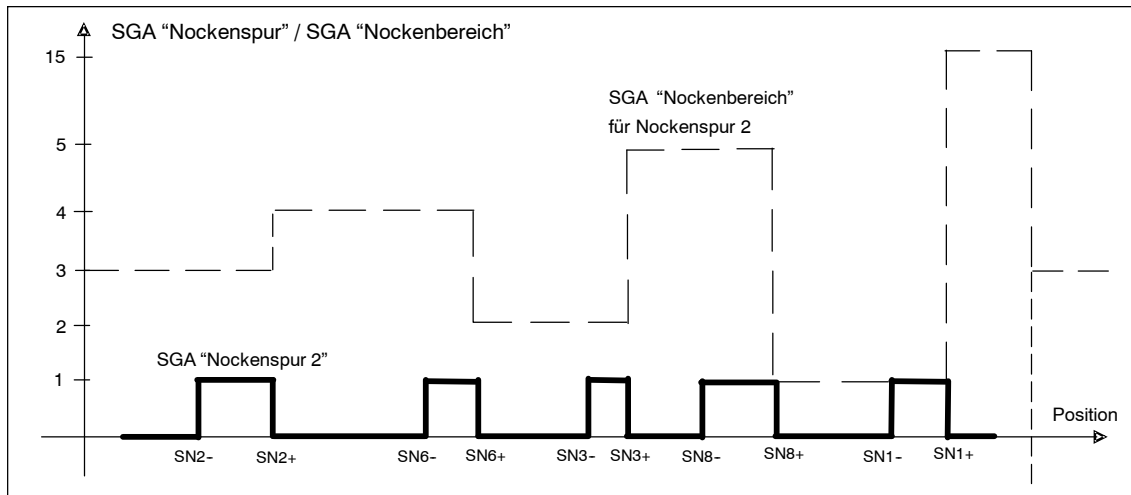 SGA “Nockenspur” / SGA “Nockenbereich”
15
SGA “Nockenbereich”
für Nockenspur 2
5
4
3
2
SGA “Nockenspur 2”
1
Position
SN2- SN2+ SN6- SN6+ SN3- SN3+ SN8- SN8+ SN1- SN1+